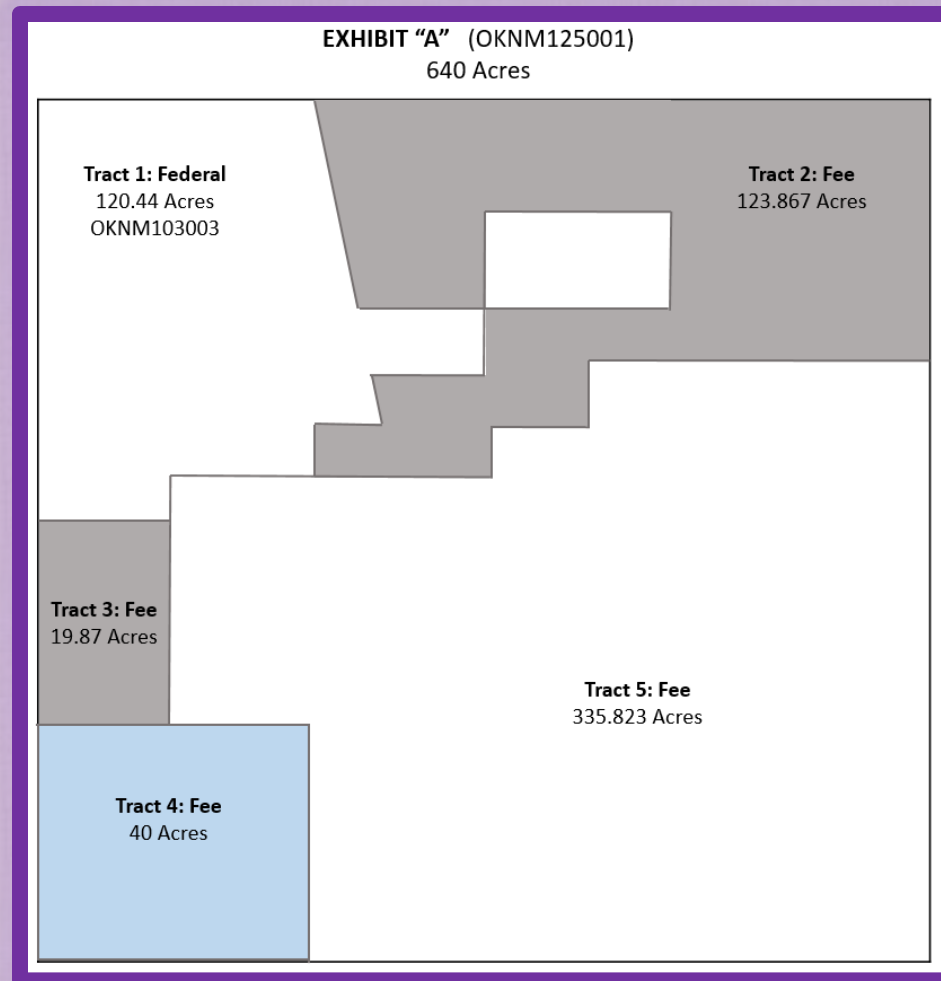 EXHIBIT “A” (OKNM125001)
640 Acres
Tract 1: Federal
120.44 Acres
OKNM103003
Tract 2: Fee
123.867 Acres
Tract 3: Fee
19.87 Acres
Tract 5: Fee
335.823 Acres
Tract 4: Fee
40 Acres